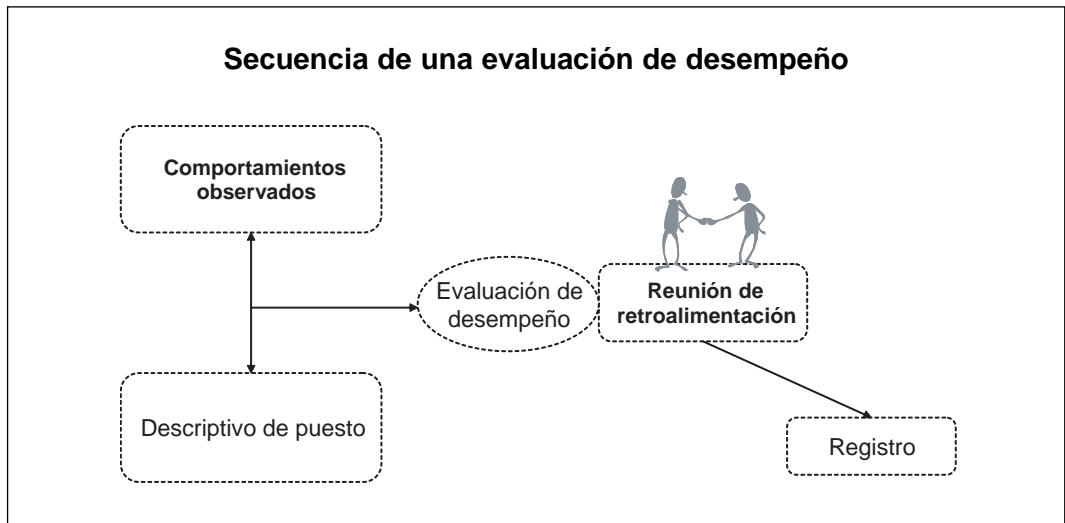 Secuencia de una evaluación de desempeño
Comportamientos
observados
Evaluación de
desempeño
Reunión de
retroalimentación
Descriptivo de puesto
Registro